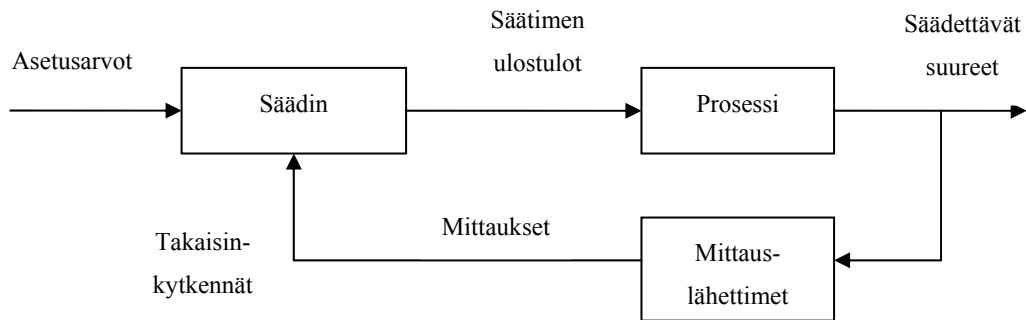 Asetusarvot
Säädin
Säätimen
ulostulot
Prosessi
Säädettävät
suureet
Takaisin-
kytkennät
Mittaukset
Mittaus-
lähettimet